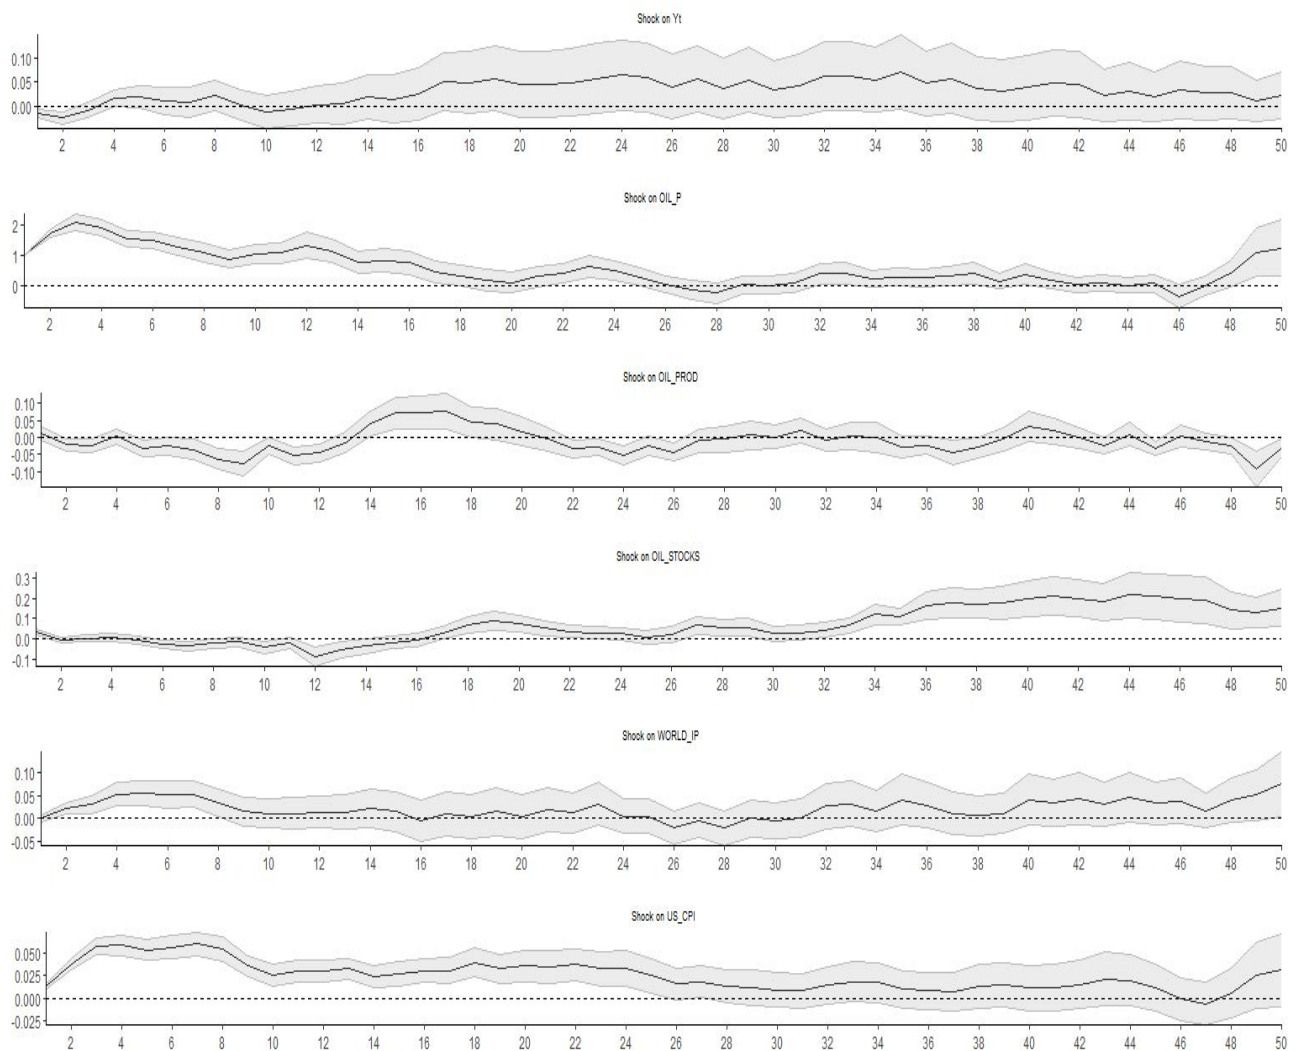 Shock on Yt
0.10
0.05
0.00
2 4 6 8 10 12 14 16 18 20 22 24 26 28 30 32 34 36 38 40 42 44 46 48 50
Shock on OIL_P
2
1
0
2 4 6 8 10 12 14 16 18 20 22 24 26 28 30 32 34 36 38 40 42 44 46 48 50
Shock on OIL_PROD
0.10
0.05
0.00
-0.05
-0.10
2 4 6 8 10 12 14 16 18 20 22 24 26 28 30 32 34 36 38 40 42 44 46 48 50
Shock on OIL_STOCKS
0.3
0.2
0.1
0.0
-0.1
2 4 6 8 10 12 14 16 18 20 22 24 26 28 30 32 34 36 38 40 42 44 46 48 50
Shock on WORLD_IP
0.10
0.05
0.00
-0.05
2 4 6 8 10 12 14 16 18 20 22 24 26 28 30 32 34 36 38 40 42 44 46 48 50
Shock on US_CPI
0.050
0.025
0.000
-0.025
2 4 6 8 10 12 14 16 18 20 22 24 26 28 30 32 34 36 38 40 42 44 46 48 50